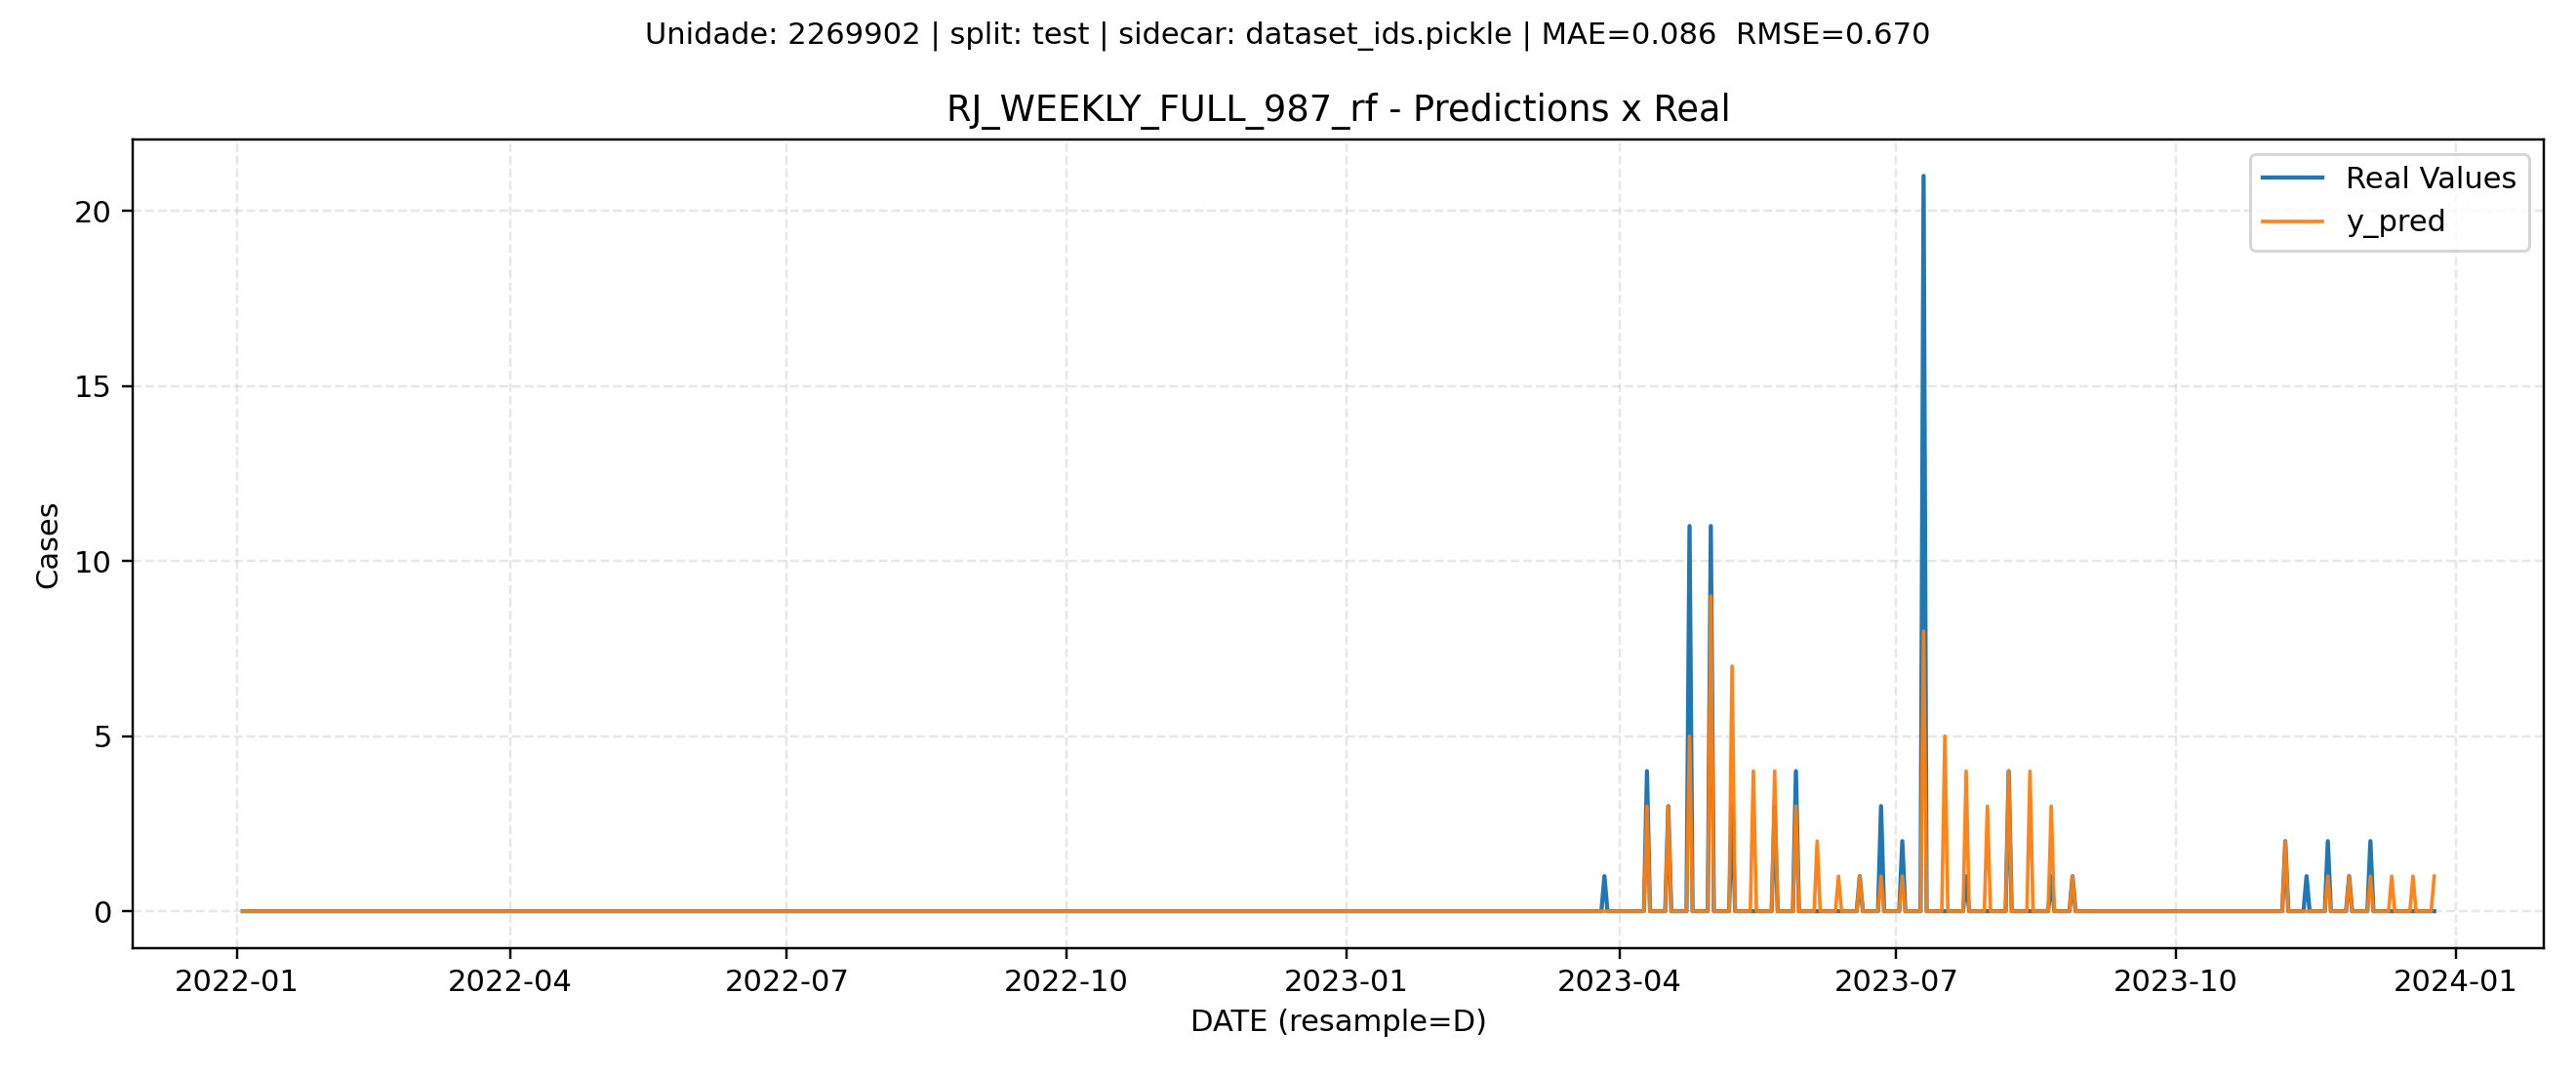 Unidade: 2269902 | split: test | sidecar: dataset_ids.pickle | MAE=0.086  RMSE=0.670
RJ_WEEKLY_FULL_987_rf - Predictions x Real
Real Values
y_pred
20
15
10
5
0
Cases
2022-01
2022-04
2022-07
2022-10
2023-01
2023-04
2023-07
2023-10
2024-01
DATE (resample=D)